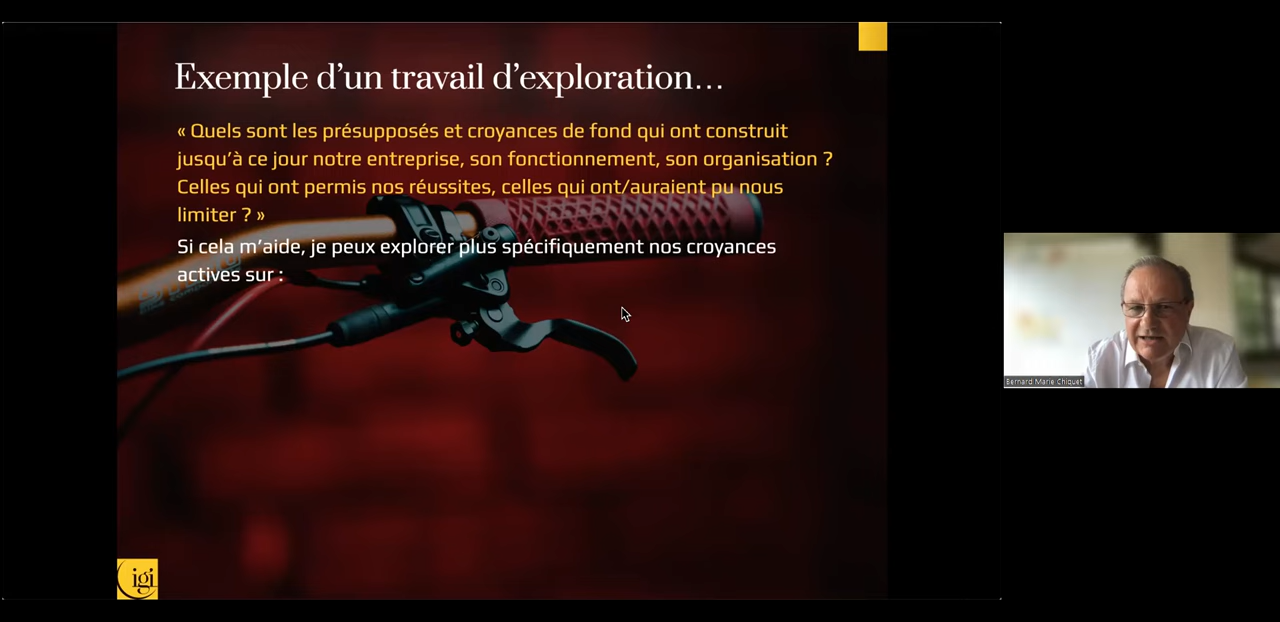 Exemple d’un travail d’exploration…
« Quels sont les présupposés et croyances de fond qui ont construit
jusqu’à ce jour notre entreprise, son fonctionnement, son organisation ?
Celles qui ont permis nos réussites, celles qui ont/auraient pu nous
limiter ? »
Si cela m’aide, je peux explorer plus spécifiquement nos croyances
actives sur :
Bernard Marie Chiquet
igi